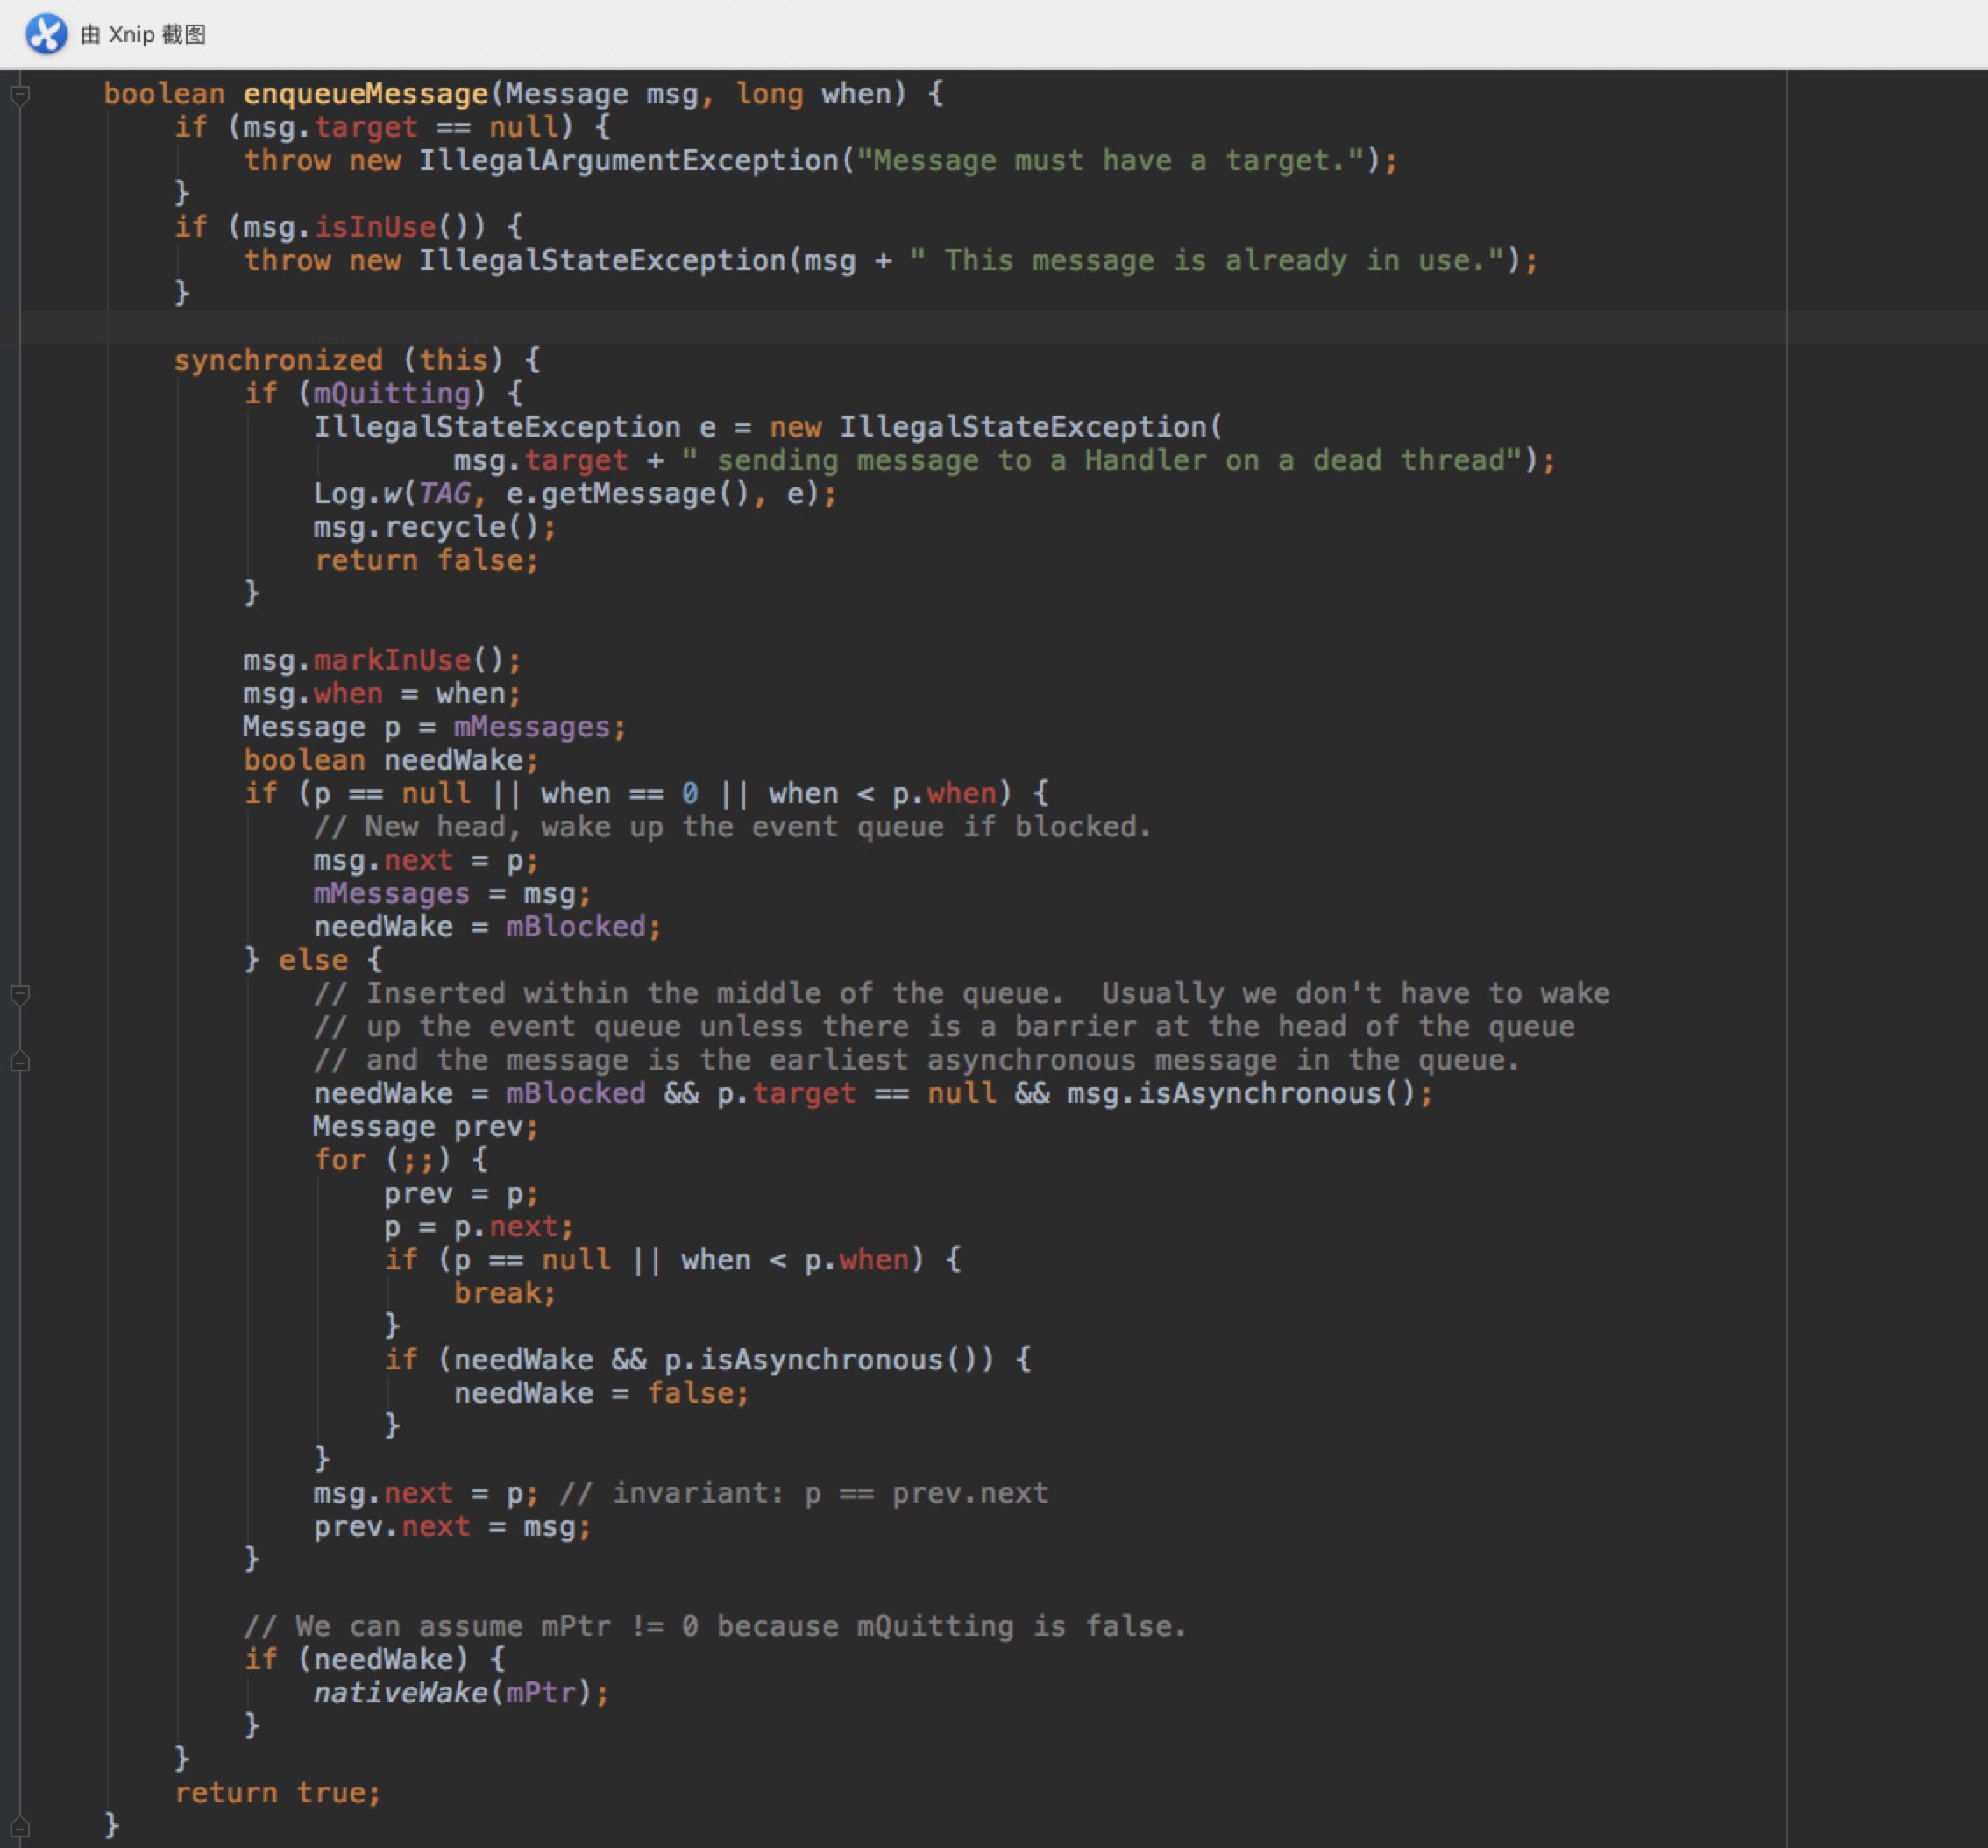 由 Xnip 截图
boolean enqueueMessage(Message msg, long when) {
    if (msg.target == null) {
        throw new IllegalArgumentException("Message must have a target.");
    }
    if (msg.isInUse()) {
        throw new IllegalStateException(msg + " This message is already in use.");
    }

    synchronized (this) {
        if (mQuitting) {
            IllegalStateException e = new IllegalStateException(
                    msg.target + " sending message to a Handler on a dead thread");
            Log.w(TAG, e.getMessage(), e);
            msg.recycle();
            return false;
        }

        msg.markInUse();
        msg.when = when;
        Message p = mMessages;
        boolean needWake;
        if (p == null || when == 0 || when < p.when) {
            // New head, wake up the event queue if blocked.
            msg.next = p;
            mMessages = msg;
            needWake = mBlocked;
        } else {
            // Inserted within the middle of the queue.  Usually we don't have to wake
            // up the event queue unless there is a barrier at the head of the queue
            // and the message is the earliest asynchronous message in the queue.
            needWake = mBlocked && p.target == null && msg.isAsynchronous();
            Message prev;
            for (;;) {
                prev = p;
                p = p.next;
                if (p == null || when < p.when) {
                    break;
                }
                if (needWake && p.isAsynchronous()) {
                    needWake = false;
                }
            }
            msg.next = p; // invariant: p == prev.next
            prev.next = msg;
        }

        // We can assume mPtr != 0 because mQuitting is false.
        if (needWake) {
            nativeWake(mPtr);
        }
    }
    return true;
}